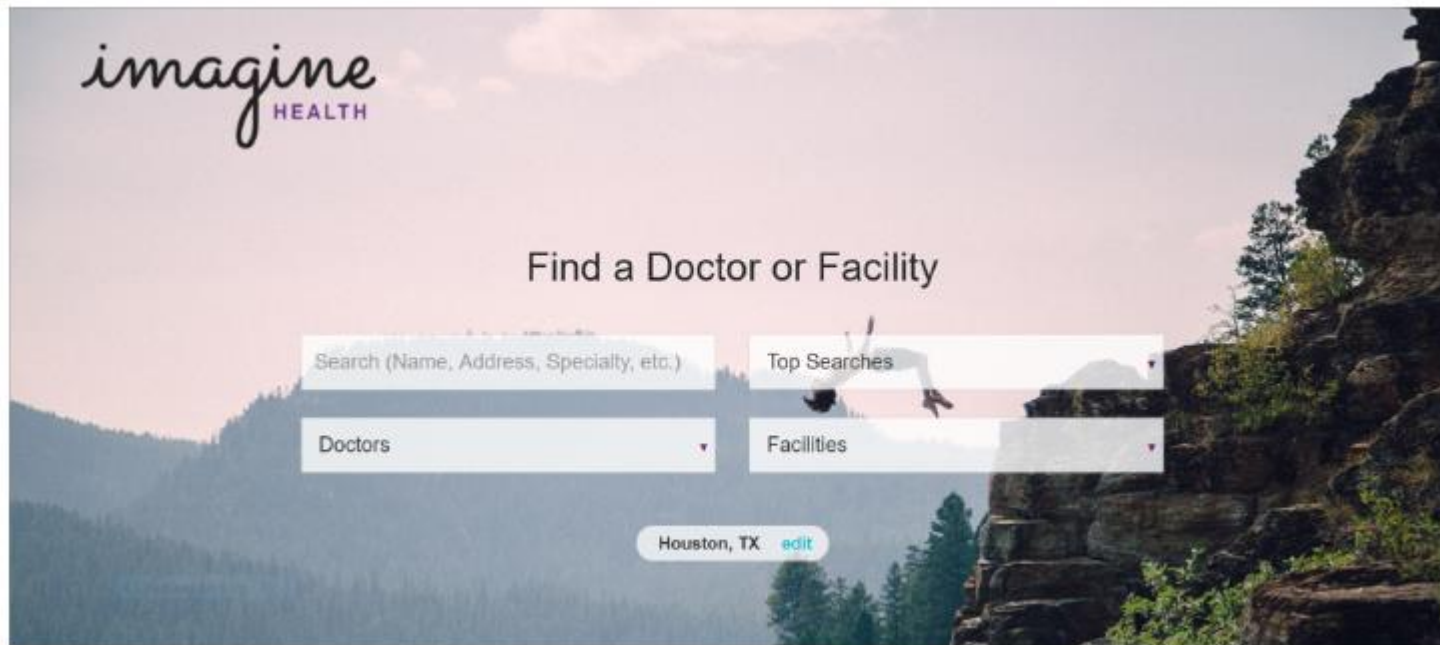 imagine
HEALTH
Find a Doctor or Facility
Search (Name, Address, Specialty, etc.)
Top Searches
Doctors
Facilities
Houston, TX edit